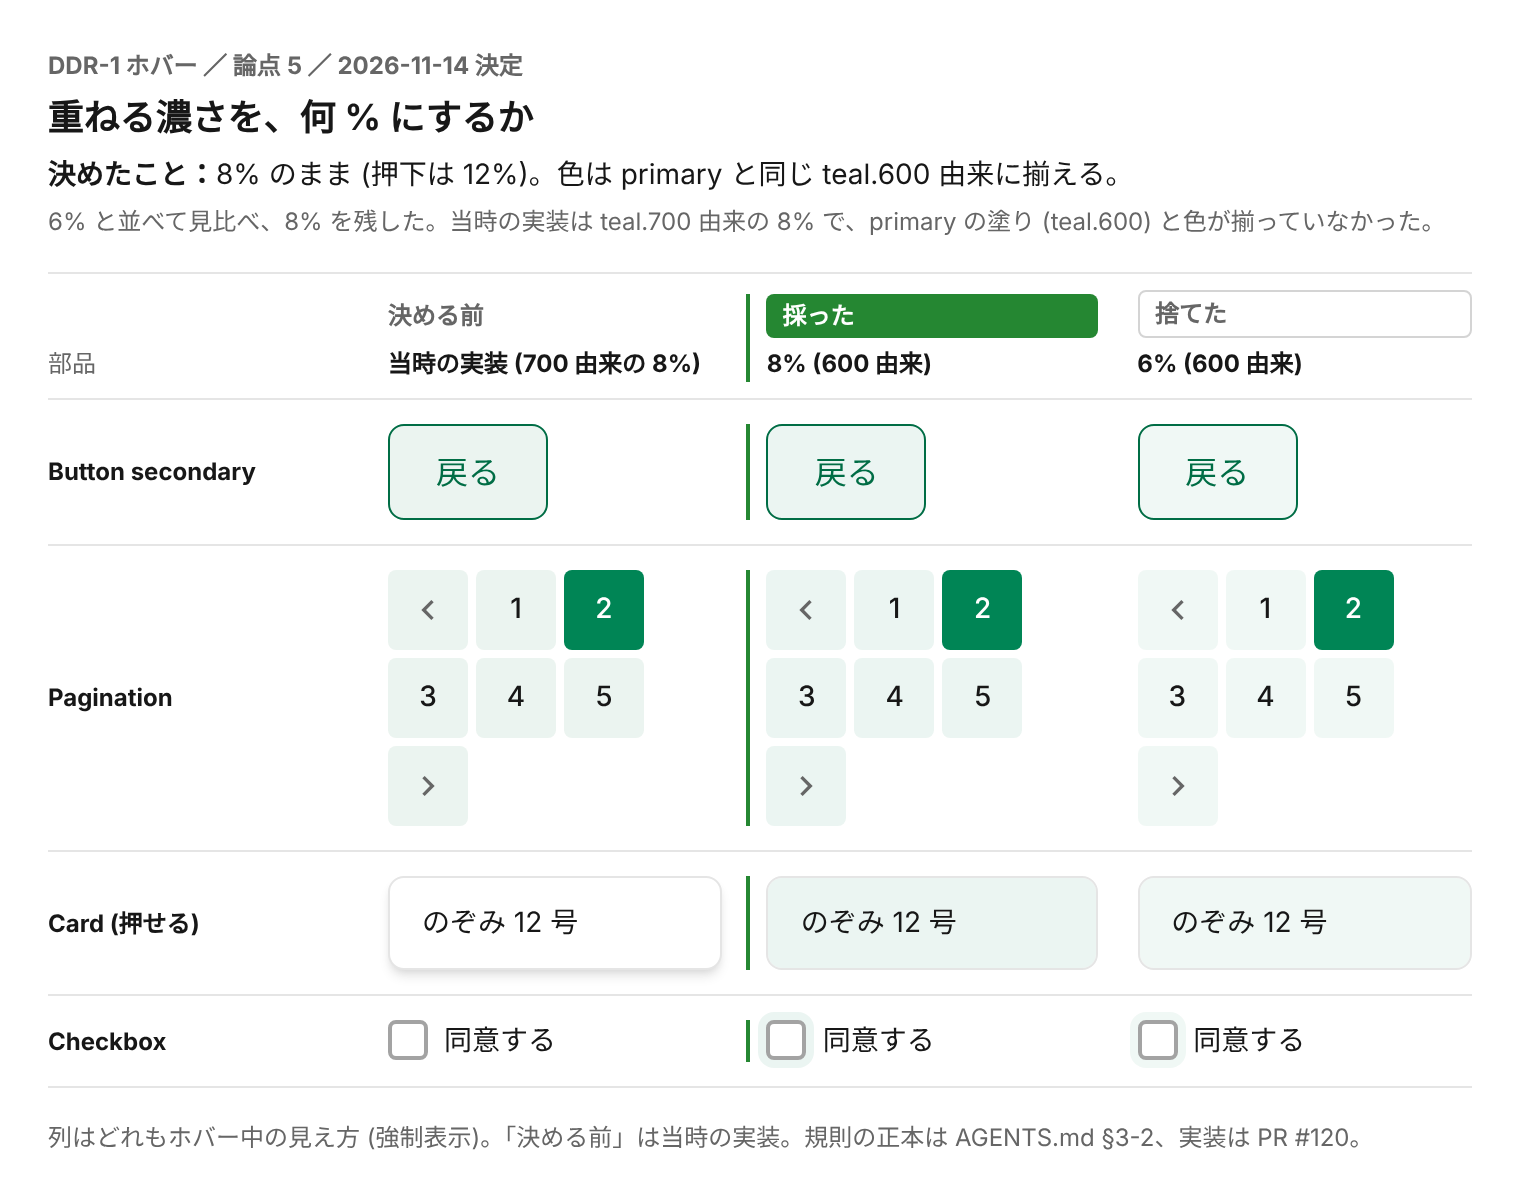 DDR-1 ホバー ／ 論点 5 ／ 2026-11-14 決定
重ねる濃さを、何 % にするか
決めたこと：8% のまま (押下は 12%)。色は primary と同じ teal.600 由来に揃える。
6% と並べて見比べ、8% を残した。当時の実装は teal.700 由来の 8% で、primary の塗り (teal.600) と色が揃っていなかった。
決める前 採った 捨てた
部品 当時の実装 (700 由来の 8%) 8% (600 由来) 6% (600 由来)
Button secondary 戻る 戻る 戻る
‹ 1 2 ‹ 1 2 ‹ 1 2
Pagination 3 4 5 3 4 5 3 4 5
› › ›
Card (押せる) のぞみ 12 号 のぞみ 12 号 のぞみ 12 号
Checkbox 同意する 同意する 同意する
列はどれもホバー中の見え方 (強制表示)。「決める前」は当時の実装。規則の正本は AGENTS.md §3-2、実装は PR #120。